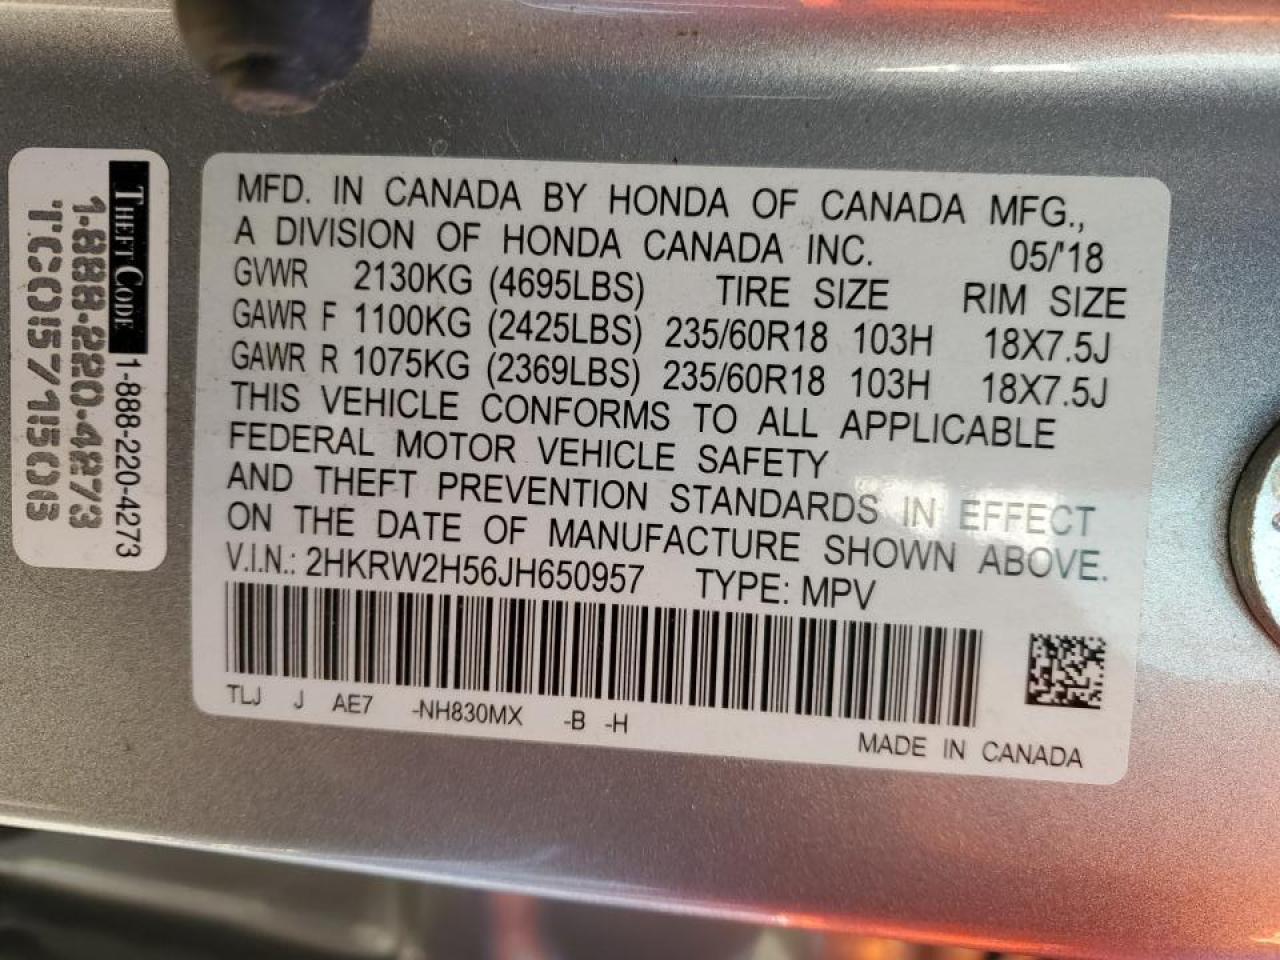 MFD. IN CANADA BY HONDA OF CANADA MFG.,
A DIVISION OF HONDA CANADA INC. 05/'18
GVWR 2130KG (4695LBS) TIRE SIZE RIM SIZE
GAWR F 1100KG (2425LBS) 235/60R18 103H 18X7.5J
GAWR R 1075KG (2369LBS) 235/60R18 103H 18X7.5J
THIS VEHICLE CONFORMS TO ALL APPLICABLE
FEDERAL MOTOR VEHICLE SAFETY
AND THEFT PREVENTION STANDARDS IN EFFECT
ON THE DATE OF MANUFACTURE SHOWN ABOVE.
V.I.N.: 2HKRW2H56JH650957 TYPE: MPV
TLJ J AE7 -NH830MX -B -H
MADE IN CANADA
THEFT CODE 1-888-220-4273
1-888-220-4273